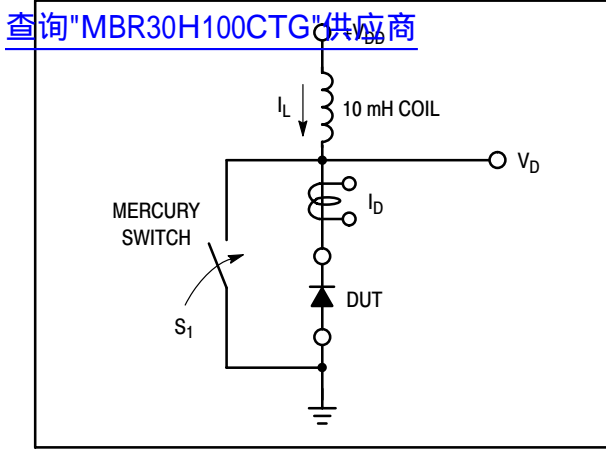 查询"MBR30H100CTG"供应商
+VDD
IL
10 mH COIL
VD
ID
MERCURY
SWITCH
DUT
S1